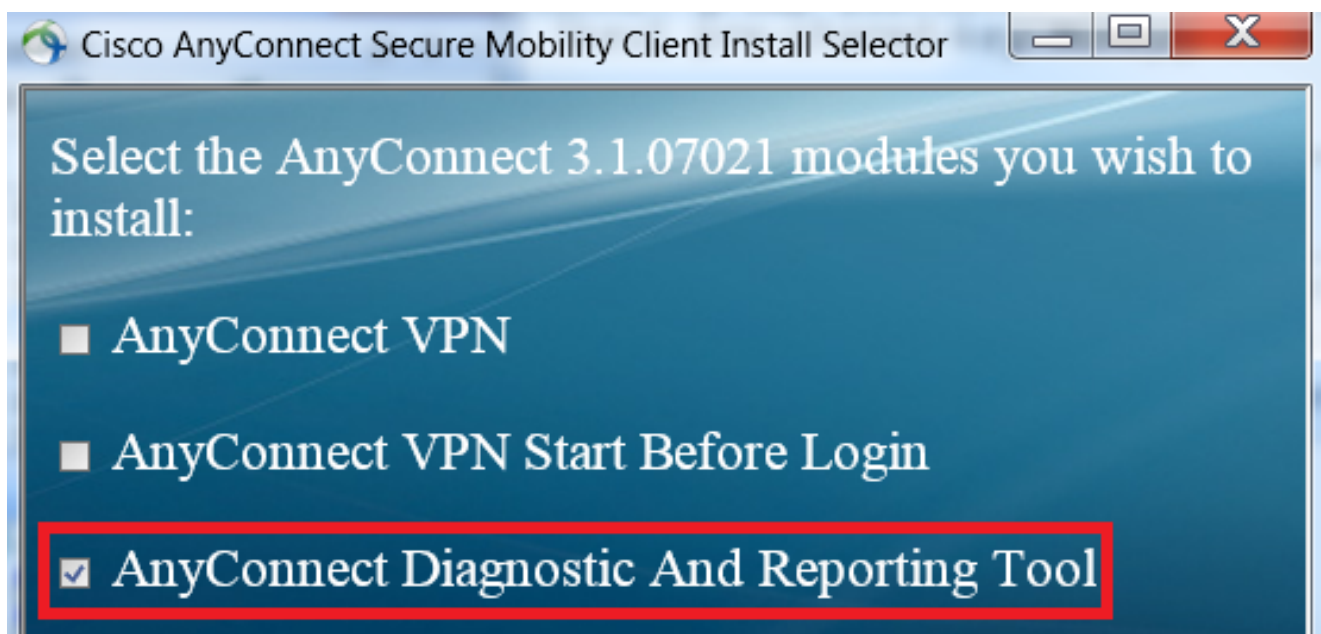 Cisco AnyConnect Secure Mobility Client Install Selector
Select the AnyConnect 3.1.07021 modules you wish to
install:
AnyConnect VPN
AnyConnect VPN Start Before Login
AnyConnect Diagnostic And Reporting Tool